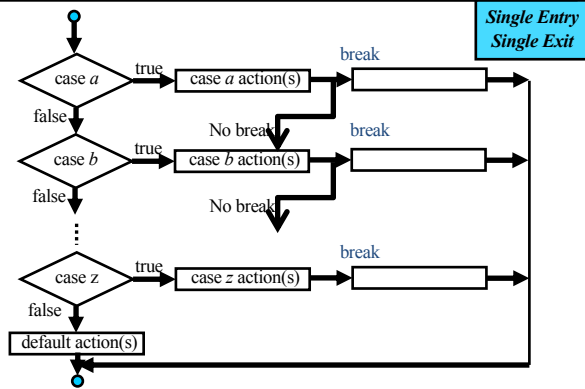 Single Entry
Single Exit
break
case a
true
case a action(s)
false
No break
break
case b
true
case b action(s)
false
No break
break
case z
true
case z action(s)
false
default action(s)